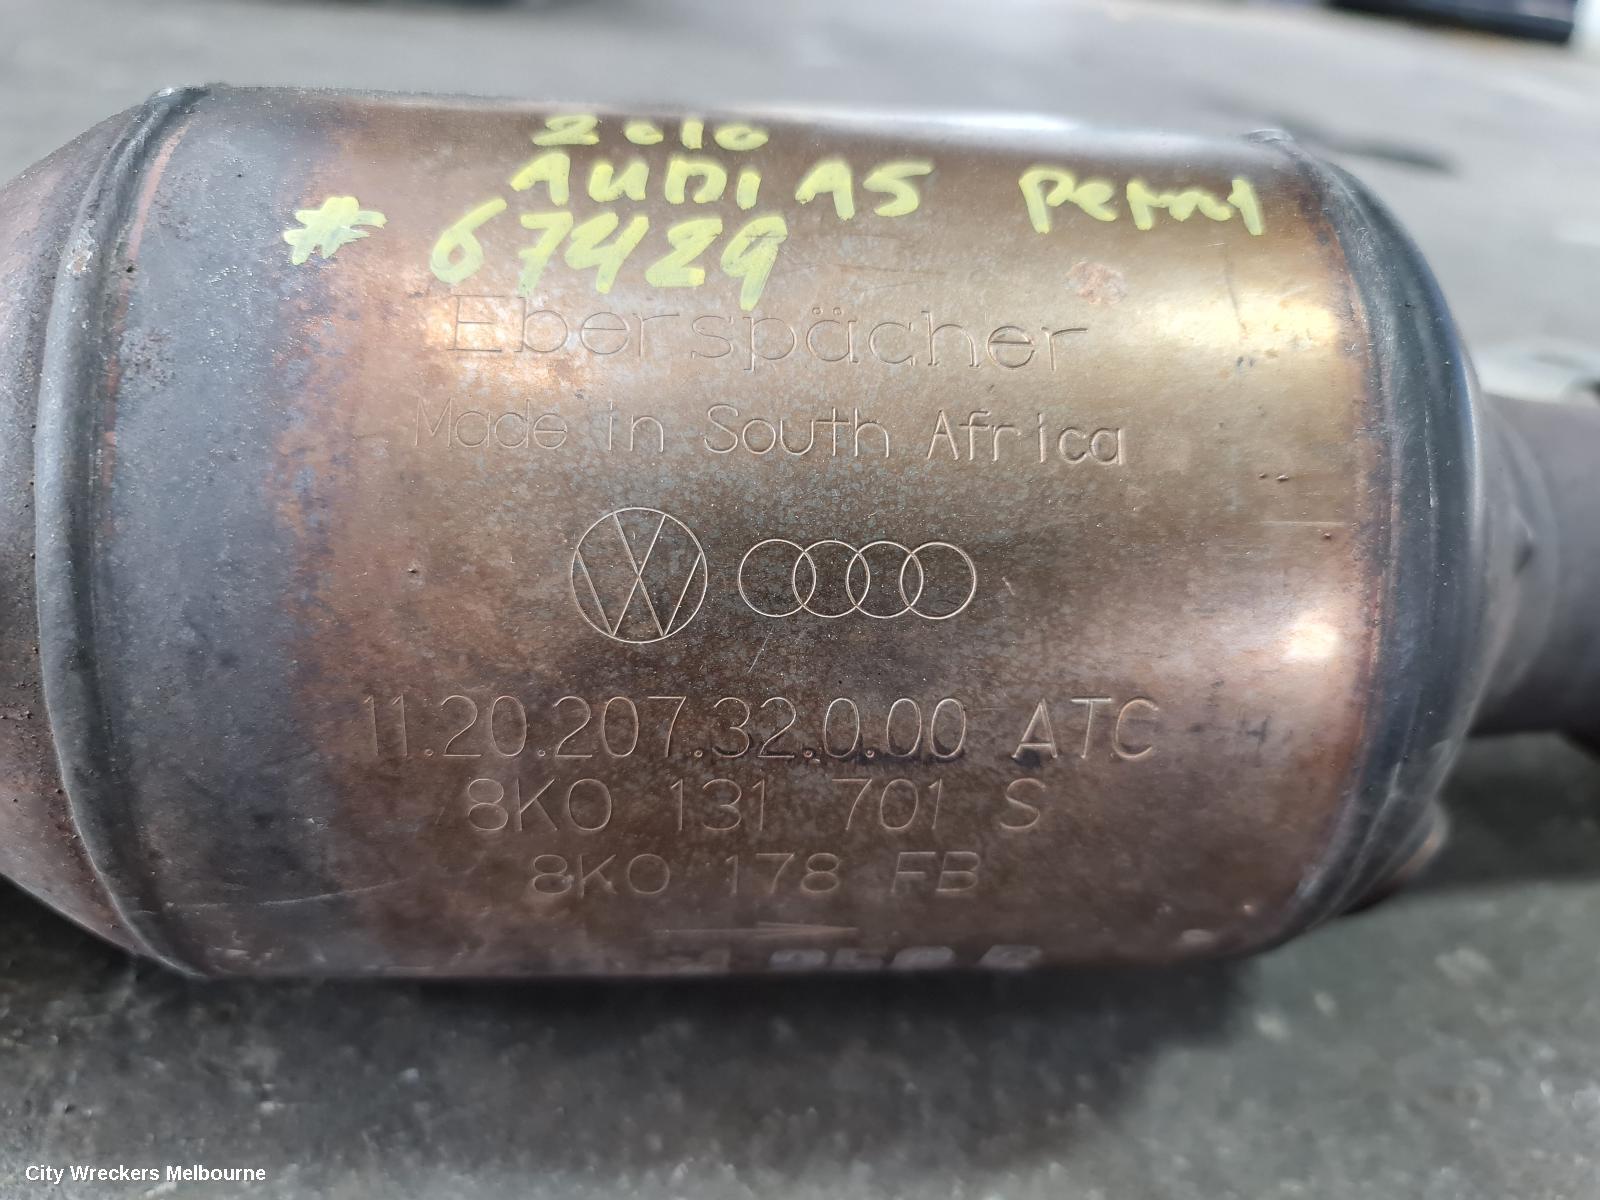 2010
AUDI A5 Petrol
# 67429
Eberspächer
Made in South Africa
11.20.207.32.0.00 ATC
8K0 131 701 S
8K0 178 FB
City Wreckers Melbourne